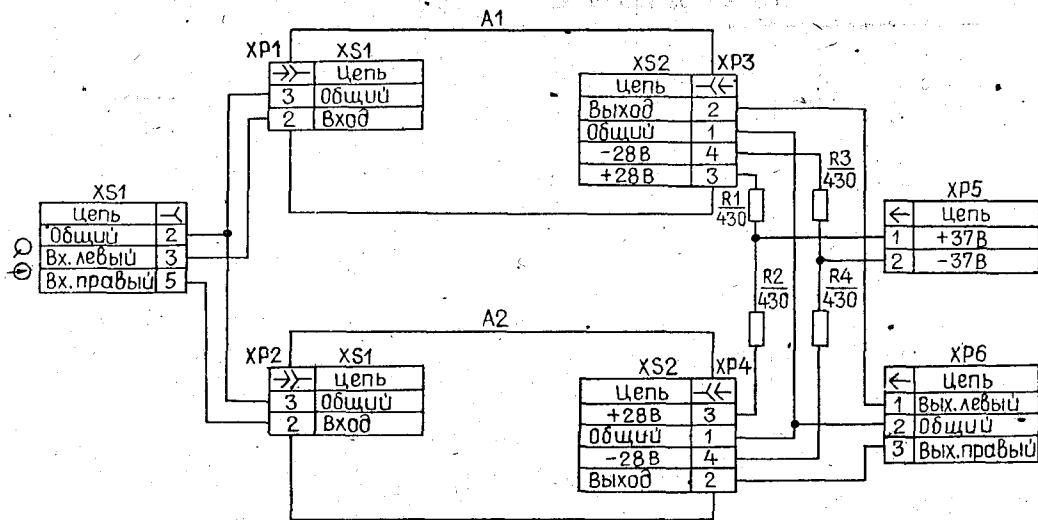 A1
XP1 XS1
Цепь
3 Общий
2 Вход
XS2 XP3
Цепь
Выход 2
Общий 1
-28В 4
+28В 3
R1
430
R3
430
XS1
Цепь
Общий 2
Вх.левый 3
Вх.правый 5
XP5
Цепь
1 +37В
2 -37В
R2
430
R4
430
A2
XP2 XS1
Цепь
3 Общий
2 Вход
XS2 XP4
Цепь
+28В 3
Общий 1
-28В 4
Выход 2
XP6
Цепь
1 Вых.левый
2 Общий
3 Вых.правый